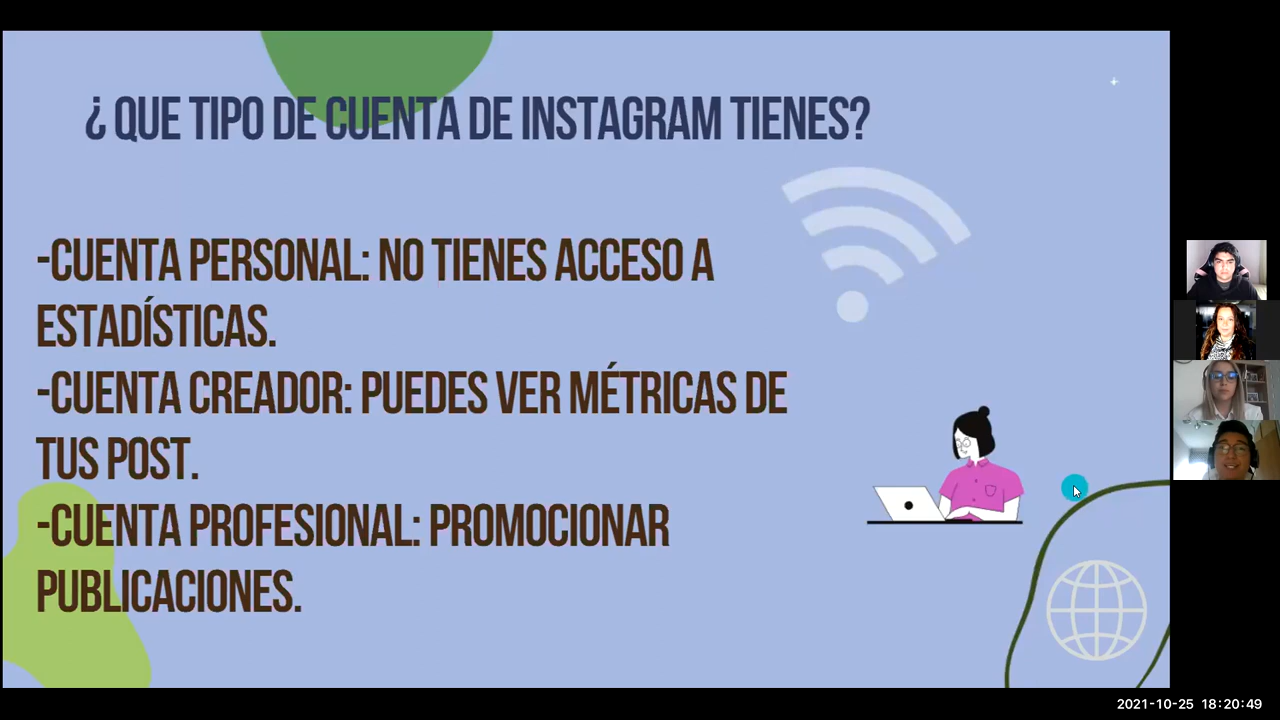 ¿ QUE TIPO DE CUENTA DE INSTAGRAM TIENES?
-CUENTA PERSONAL: NO TIENES ACCESO A
ESTADÍSTICAS.
-CUENTA CREADOR: PUEDES VER MÉTRICAS DE
TUS POST.
-CUENTA PROFESIONAL: PROMOCIONAR
PUBLICACIONES.
2021-10-25 18:20:49